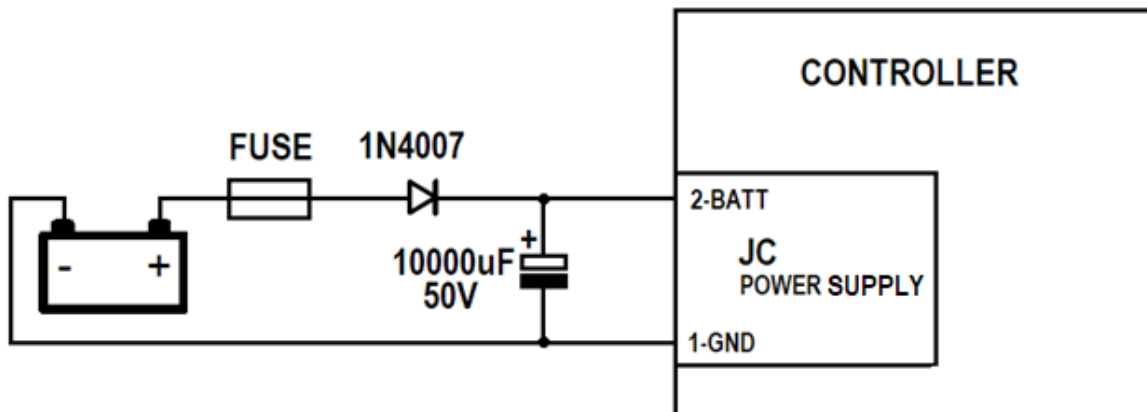 CONTROLLER
FUSE
1N4007
2-BATT
- +
+
10000uF
50V
JC
POWER SUPPLY
1-GND